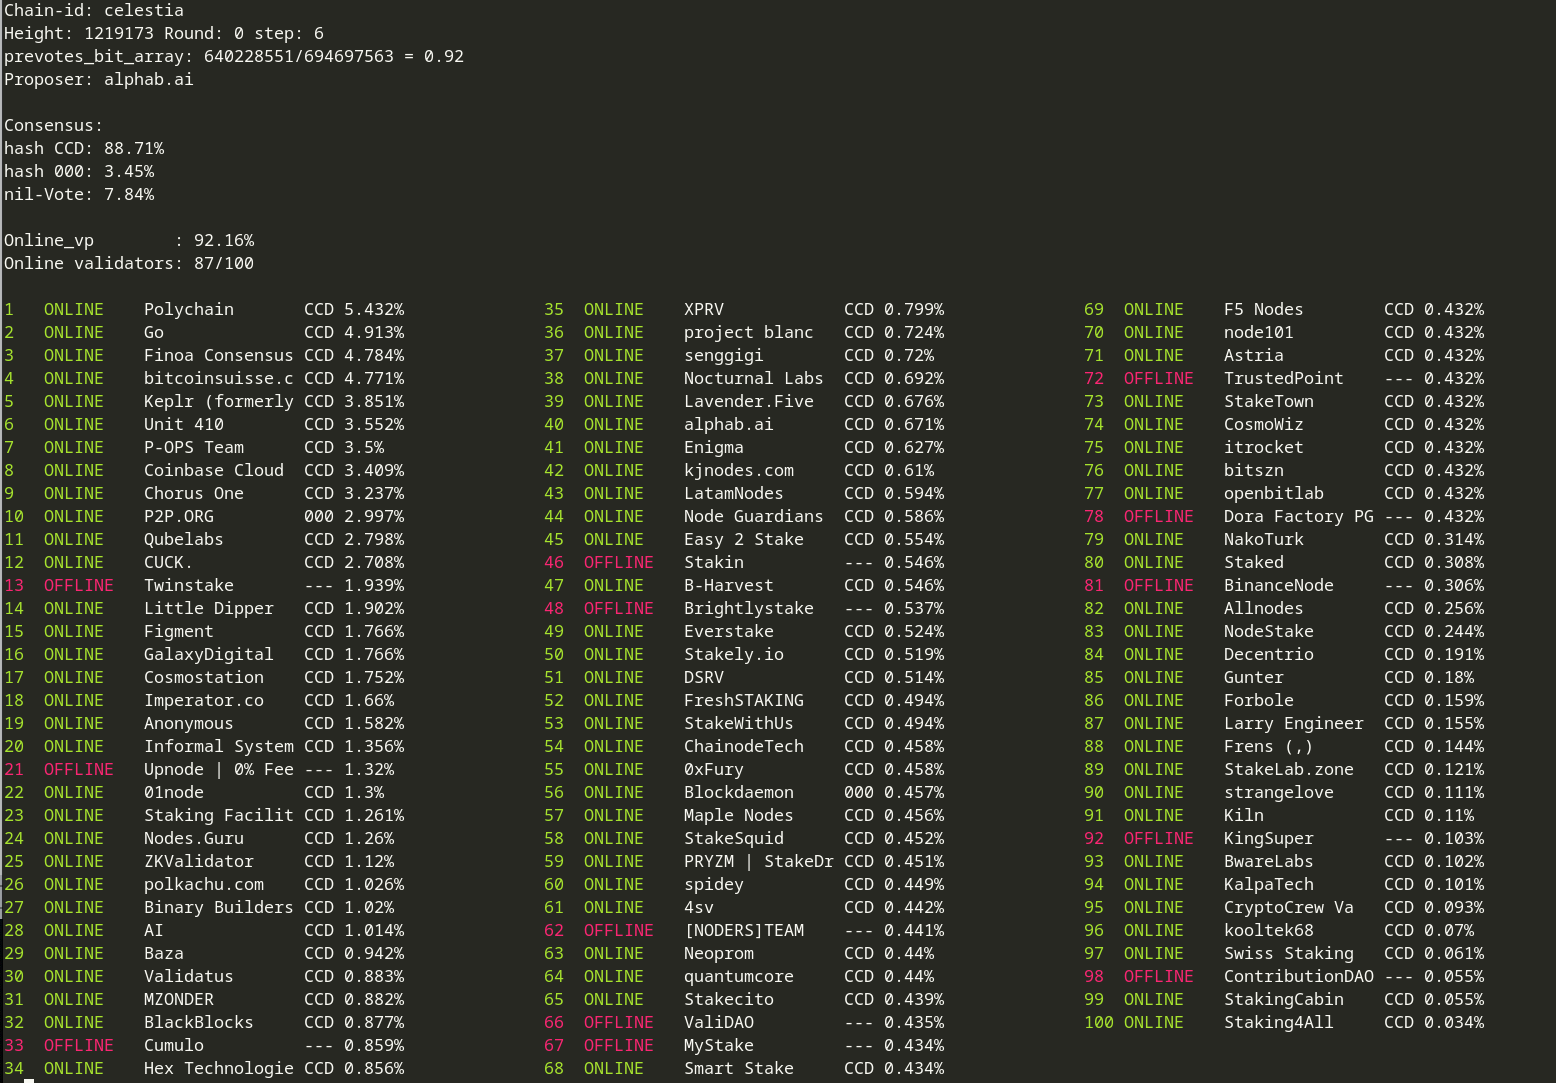 Chain-id: celestia
Height: 1219173 Round: 0 step: 6
prevotes_bit_array: 640228551/694697563 = 0.92
Proposer: alphab.ai
Consensus:
hash CCD: 88.71%
hash 000: 3.45%
nil-Vote: 7.84%
Online_vp        : 92.16%
Online validators: 87/100
1 ONLINE Polychain CCD 5.432% 35 ONLINE XPRV CCD 0.799% 69 ONLINE F5 Nodes CCD 0.432%
2 ONLINE Go CCD 4.913% 36 ONLINE project blanc CCD 0.724% 70 ONLINE node101 CCD 0.432%
3 ONLINE Finoa Consensus CCD 4.784% 37 ONLINE senggigi CCD 0.72% 71 ONLINE Astria CCD 0.432%
4 ONLINE bitcoinsuisse.c CCD 4.771% 38 ONLINE Nocturnal Labs CCD 0.692% 72 OFFLINE TrustedPoint --- 0.432%
5 ONLINE Keplr (formerly CCD 3.851% 39 ONLINE Lavender.Five CCD 0.676% 73 ONLINE StakeTown CCD 0.432%
6 ONLINE Unit 410 CCD 3.552% 40 ONLINE alphab.ai CCD 0.671% 74 ONLINE CosmoWiz CCD 0.432%
7 ONLINE P-OPS Team CCD 3.5% 41 ONLINE Enigma CCD 0.627% 75 ONLINE itrocket CCD 0.432%
8 ONLINE Coinbase Cloud CCD 3.409% 42 ONLINE kjnodes.com CCD 0.61% 76 ONLINE bitszn CCD 0.432%
9 ONLINE Chorus One CCD 3.237% 43 ONLINE LatamNodes CCD 0.594% 77 ONLINE openbitlab CCD 0.432%
10 ONLINE P2P.ORG 000 2.997% 44 ONLINE Node Guardians CCD 0.586% 78 OFFLINE Dora Factory PG --- 0.432%
11 ONLINE Qubelabs CCD 2.798% 45 ONLINE Easy 2 Stake CCD 0.554% 79 ONLINE NakoTurk CCD 0.314%
12 ONLINE CUCK. CCD 2.708% 46 OFFLINE Stakin --- 0.546% 80 ONLINE Staked CCD 0.308%
13 OFFLINE Twinstake --- 1.939% 47 ONLINE B-Harvest CCD 0.546% 81 OFFLINE BinanceNode --- 0.306%
14 ONLINE Little Dipper CCD 1.902% 48 OFFLINE Brightlystake --- 0.537% 82 ONLINE Allnodes CCD 0.256%
15 ONLINE Figment CCD 1.766% 49 ONLINE Everstake CCD 0.524% 83 ONLINE NodeStake CCD 0.244%
16 ONLINE GalaxyDigital CCD 1.766% 50 ONLINE Stakely.io CCD 0.519% 84 ONLINE Decentrio CCD 0.191%
17 ONLINE Cosmostation CCD 1.752% 51 ONLINE DSRV CCD 0.514% 85 ONLINE Gunter CCD 0.18%
18 ONLINE Imperator.co CCD 1.66% 52 ONLINE FreshSTAKING CCD 0.494% 86 ONLINE Forbole CCD 0.159%
19 ONLINE Anonymous CCD 1.582% 53 ONLINE StakeWithUs CCD 0.494% 87 ONLINE Larry Engineer CCD 0.155%
20 ONLINE Informal System CCD 1.356% 54 ONLINE ChainodeTech CCD 0.458% 88 ONLINE Frens (,) CCD 0.144%
21 OFFLINE Upnode | 0% Fee --- 1.32% 55 ONLINE 0xFury CCD 0.458% 89 ONLINE StakeLab.zone CCD 0.121%
22 ONLINE 01node CCD 1.3% 56 ONLINE Blockdaemon 000 0.457% 90 ONLINE strangelove CCD 0.111%
23 ONLINE Staking Facilit CCD 1.261% 57 ONLINE Maple Nodes CCD 0.456% 91 ONLINE Kiln CCD 0.11%
24 ONLINE Nodes.Guru CCD 1.26% 58 ONLINE StakeSquid CCD 0.452% 92 OFFLINE KingSuper --- 0.103%
25 ONLINE ZKValidator CCD 1.12% 59 ONLINE PRYZM | StakeDr CCD 0.451% 93 ONLINE BwareLabs CCD 0.102%
26 ONLINE polkachu.com CCD 1.026% 60 ONLINE spidey CCD 0.449% 94 ONLINE KalpaTech CCD 0.101%
27 ONLINE Binary Builders CCD 1.02% 61 ONLINE 4sv CCD 0.442% 95 ONLINE CryptoCrew Va CCD 0.093%
28 ONLINE AI CCD 1.014% 62 OFFLINE [NODERS]TEAM --- 0.441% 96 ONLINE kooltek68 CCD 0.07%
29 ONLINE Baza CCD 0.942% 63 ONLINE Neoprom CCD 0.44% 97 ONLINE Swiss Staking CCD 0.061%
30 ONLINE Validatus CCD 0.883% 64 ONLINE quantumcore CCD 0.44% 98 OFFLINE ContributionDAO --- 0.055%
31 ONLINE MZONDER CCD 0.882% 65 ONLINE Stakecito CCD 0.439% 99 ONLINE StakingCabin CCD 0.055%
32 ONLINE BlackBlocks CCD 0.877% 66 OFFLINE ValiDAO --- 0.435% 100 ONLINE Staking4All CCD 0.034%
33 OFFLINE Cumulo --- 0.859% 67 OFFLINE MyStake --- 0.434%
34 ONLINE Hex Technologie CCD 0.856% 68 ONLINE Smart Stake CCD 0.434%